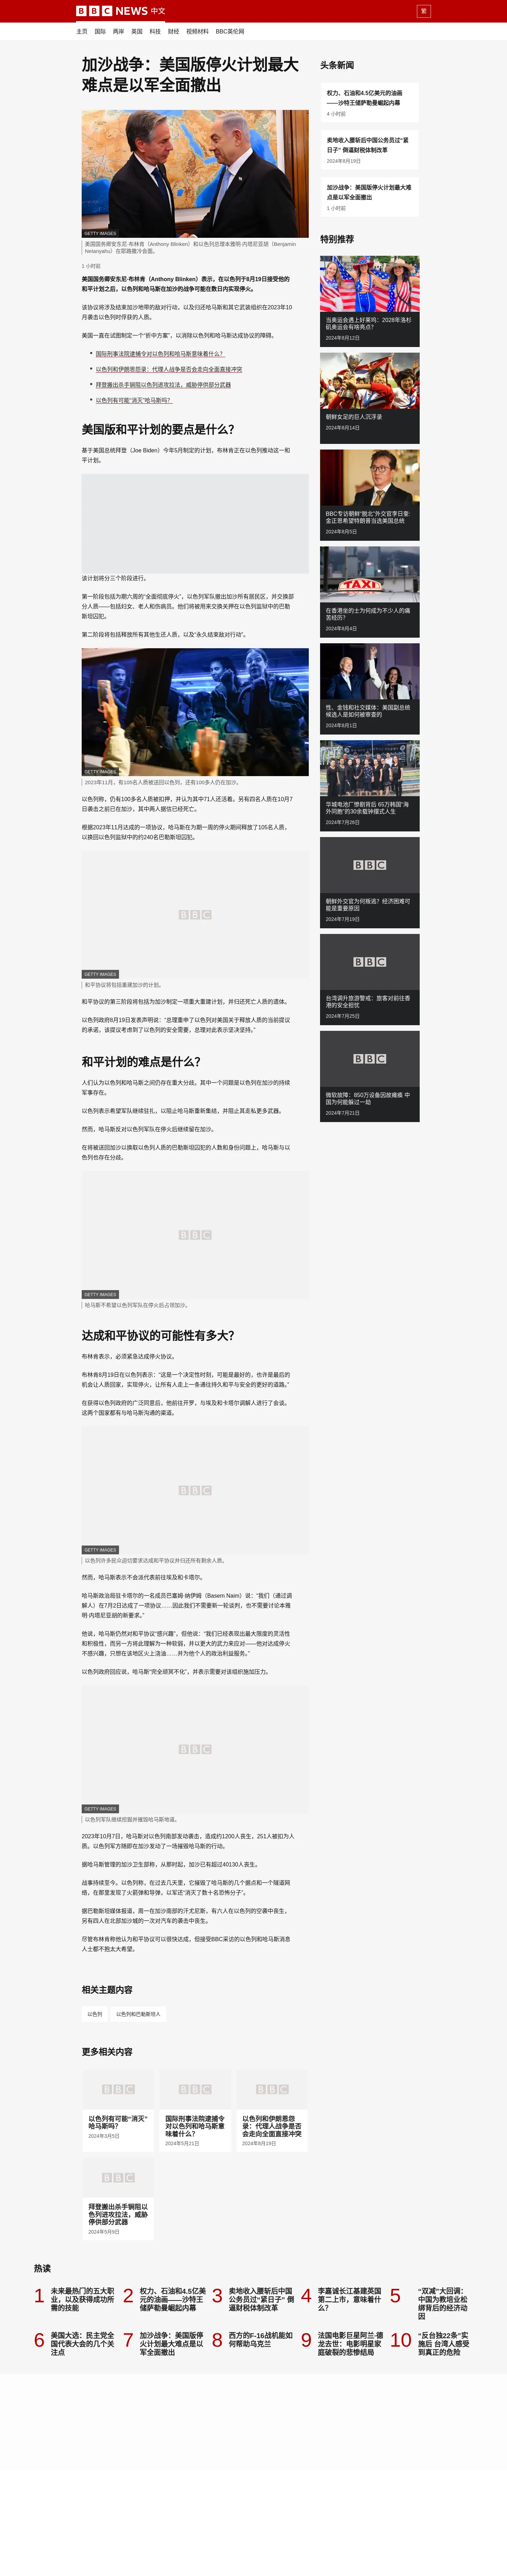 BBC NEWS 中文
繁
主页 国际 两岸 英国 科技 财经 视频材料 BBC英伦网
加沙战争：美国版停火计划最大
难点是以军全面撤出
GETTY IMAGES
美国国务卿安东尼·布林肯（Anthony Blinken）和以色列总理本雅明·内塔尼亚胡（Benjamin
Netanyahu）在耶路撒冷会面。
1 小时前
美国国务卿安东尼·布林肯（Anthony Blinken）表示，在以色列于8月19日接受他的
和平计划之后，以色列和哈马斯在加沙的战争可能在数日内实现停火。
该协议将涉及结束加沙地带的敌对行动，以及归还哈马斯和其它武装组织在2023年10
月袭击以色列时俘获的人质。
美国一直在试图制定一个“折中方案”，以消除以色列和哈马斯达成协议的障碍。
国际刑事法院逮捕令对以色列和哈马斯意味着什么？
以色列和伊朗恩怨录：代理人战争是否会走向全面直接冲突
拜登搬出杀手锏阻以色列进攻拉法，威胁停供部分武器
以色列有可能“消灭”哈马斯吗？
美国版和平计划的要点是什么？
基于美国总统拜登（Joe Biden）今年5月制定的计划，布林肯正在以色列推动这一和
平计划。
该计划将分三个阶段进行。
第一阶段包括为期六周的“全面彻底停火”，以色列军队撤出加沙所有居民区，并交换部
分人质——包括妇女、老人和伤病员。他们将被用来交换关押在以色列监狱中的巴勒
斯坦囚犯。
第二阶段将包括释放所有其他生还人质，以及“永久结束敌对行动”。
GETTY IMAGES
2023年11月，有105名人质被送回以色列，还有100多人仍在加沙。
以色列称，仍有100多名人质被扣押，并认为其中71人还活着。另有四名人质在10月7
日袭击之前已在加沙，其中两人据信已经死亡。
根据2023年11月达成的一项协议，哈马斯在为期一周的停火期间释放了105名人质，
以换回以色列监狱中的约240名巴勒斯坦囚犯。
BBC
GETTY IMAGES
和平协议将包括重建加沙的计划。
和平协议的第三阶段将包括为加沙制定一项重大重建计划，并归还死亡人质的遗体。
以色列政府8月19日发表声明说：“总理重申了以色列对美国关于释放人质的当前提议
的承诺，该提议考虑到了以色列的安全需要，总理对此表示坚决坚持。”
和平计划的难点是什么？
人们认为以色列和哈马斯之间仍存在重大分歧，其中一个问题是以色列在加沙的持续
军事存在。
以色列表示希望军队继续驻扎，以阻止哈马斯重新集结，并阻止其走私更多武器。
然而，哈马斯反对以色列军队在停火后继续留在加沙。
在将被送回加沙以换取以色列人质的巴勒斯坦囚犯的人数和身份问题上，哈马斯与以
色列也存在分歧。
BBC
GETTY IMAGES
哈马斯不希望以色列军队在停火后占领加沙。
达成和平协议的可能性有多大？
布林肯表示，必须紧急达成停火协议。
布林肯8月19日在以色列表示：“这是一个决定性时刻，可能是最好的，也许是最后的
机会让人质回家，实现停火，让所有人走上一条通往持久和平与安全的更好的道路。”
在获得以色列政府的广泛同意后，他前往开罗，与埃及和卡塔尔调解人进行了会谈。
这两个国家都有与哈马斯沟通的渠道。
BBC
GETTY IMAGES
以色列许多民众迫切要求达成和平协议并归还所有剩余人质。
然而，哈马斯表示不会派代表前往埃及和卡塔尔。
哈马斯政治局驻卡塔尔的一名成员巴塞姆·纳伊姆（Basem Naim）说：“我们（通过调
解人）在7月2日达成了一项协议……因此我们不需要新一轮谈判，也不需要讨论本雅
明·内塔尼亚胡的新要求。”
他说，哈马斯仍然对和平协议“感兴趣”，但他说：“我们已经表现出最大限度的灵活性
和积极性，而另一方将此理解为一种软弱，并以更大的武力来应对——他对达成停火
不感兴趣，只想在该地区火上浇油……并为他个人的政治利益服务。”
以色列政府回应说，哈马斯“完全顽冥不化”，并表示需要对该组织施加压力。
BBC
GETTY IMAGES
以色列军队继续挖掘并摧毁哈马斯地道。
2023年10月7日，哈马斯对以色列南部发动袭击，造成约1200人丧生，251人被扣为人
质。以色列军方随即在加沙发动了一场摧毁哈马斯的行动。
据哈马斯管理的加沙卫生部称，从那时起，加沙已有超过40130人丧生。
战事持续至今。以色列称，在过去几天里，它摧毁了哈马斯的几个据点和一个隧道网
络，在那里发现了火箭弹和导弹，以军还“消灭了数十名恐怖分子”。
据巴勒斯坦媒体报道，周一在加沙南部的汗尤尼斯，有六人在以色列的空袭中丧生，
另有四人在北部加沙城的一次对汽车的袭击中丧生。
尽管布林肯称他认为和平协议可以很快达成，但接受BBC采访的以色列和哈马斯消息
人士都不抱太大希望。
相关主题内容
以色列 以色列和巴勒斯坦人
更多相关内容
BBC BBC BBC
以色列有可能“消灭”
哈马斯吗？
2024年3月5日
国际刑事法院逮捕令
对以色列和哈马斯意
味着什么？
2024年5月21日
以色列和伊朗恩怨
录：代理人战争是否
会走向全面直接冲突
2024年8月19日
BBC
拜登搬出杀手锏阻以
色列进攻拉法，威胁
停供部分武器
2024年5月9日
头条新闻
权力、石油和4.5亿美元的油画
——沙特王储萨勒曼崛起内幕
4 小时前
卖地收入腰斩后中国公务员过“紧
日子” 倒逼财税体制改革
2024年8月19日
加沙战争：美国版停火计划最大难
点是以军全面撤出
1 小时前
特别推荐
当奥运会遇上好莱坞：2028年洛杉
矶奥运会有啥亮点？
2024年8月12日
朝鲜女足的巨人沉浮录
2024年8月14日
BBC专访朝鲜“脱北”外交官李日奎：
金正恩希望特朗普当选美国总统
2024年8月5日
TAXI
在香港坐的士为何成为不少人的痛
苦经历？
2024年8月4日
性、金钱和社交媒体：美国副总统
候选人是如何被审查的
2024年8月1日
华城电池厂惨剧背后 65万韩国“海
外同胞”的30余载钟摆式人生
2024年7月26日
BBC
朝鲜外交官为何叛逃？经济困难可
能是重要原因
2024年7月19日
BBC
台湾调升旅游警戒：旅客对前往香
港的安全担忧
2024年7月25日
BBC
微软故障：850万设备因故瘫痪 中
国为何能躲过一劫
2024年7月21日
热读
1 未来最热门的五大职
业，以及获得成功所
需的技能
2 权力、石油和4.5亿美
元的油画——沙特王
储萨勒曼崛起内幕
3 卖地收入腰斩后中国
公务员过“紧日子” 倒
逼财税体制改革
4 李嘉诚长江基建英国
第二上市，意味着什
么？
5 “双减”大回调：
中国为教培业松
绑背后的经济动
因
6 美国大选：民主党全
国代表大会的几个关
注点
7 加沙战争：美国版停
火计划最大难点是以
军全面撤出
8 西方的F-16战机能如
何帮助乌克兰
9 法国电影巨星阿兰·德
龙去世：电影明星家
庭破裂的悲惨结局
10 “反台独22条”实
施后 台湾人感受
到真正的危险